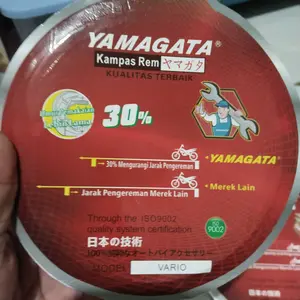 YAMAGATA®
Kampas Rem ヤマガタ
KUALITAS TERBAIK
30%
30% Mengurangi Jarak Pengereman
YAMAGATA
Jarak Pengereman Merek Lain
Merek Lain
Through the ISO9002
quality system certification
9002
日本の技術
MODEL VARIO